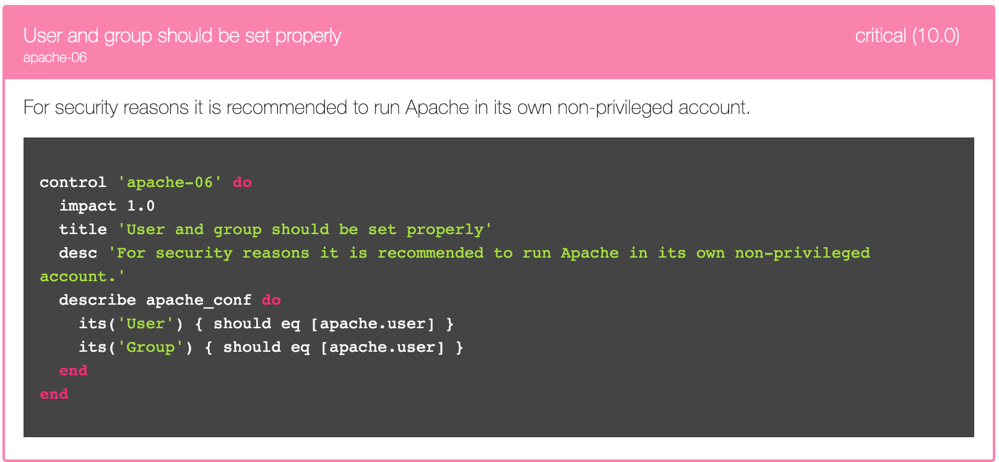 User and group should be set properly
critical (10.0)
apache-06
For security reasons it is recommended to run Apache in its own non-privileged account.
control 'apache-06' do
  impact 1.0
  title 'User and group should be set properly'
  desc 'For security reasons it is recommended to run Apache in its own non-privileged
account.'
  describe apache_conf do
    its('User') { should eq [apache.user] }
    its('Group') { should eq [apache.user] }
  end
end